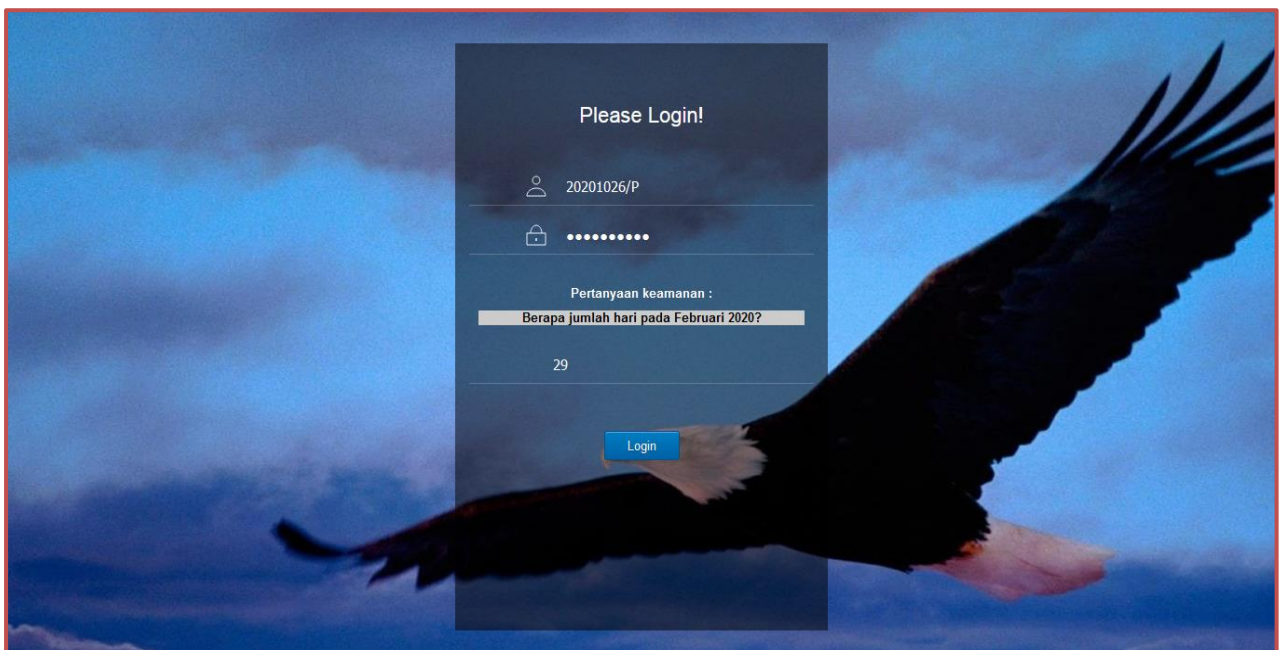 Please Login!
20201026/P
••••••••••
Pertanyaan keamanan :
Berapa jumlah hari pada Februari 2020?
29
Login